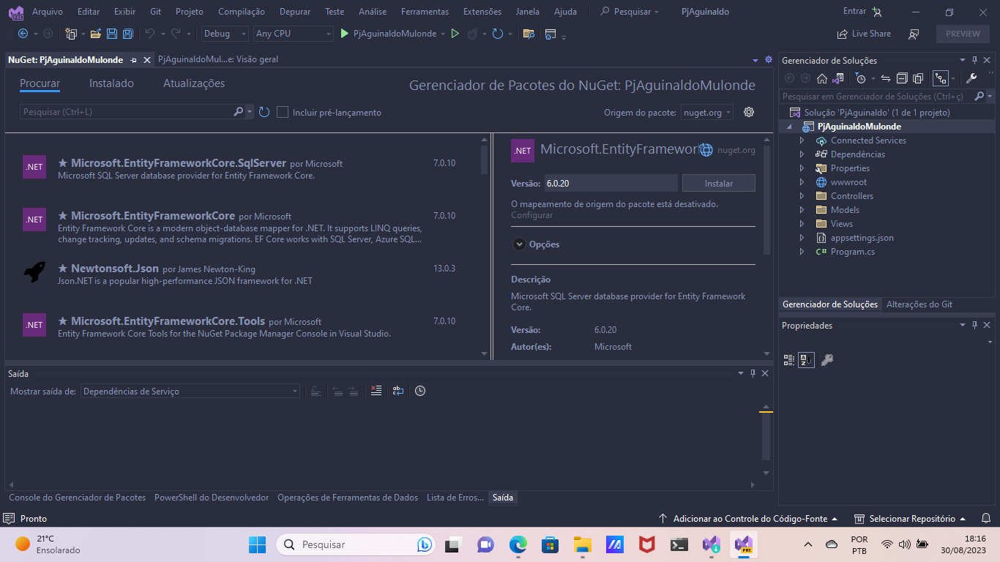 Arquivo Editar Exibir Git Projeto Compilação Depurar Teste Análise Ferramentas Extensões Janela Ajuda Pesquisar PjAguinaldo Entrar
PRE
Debug Any CPU PjAguinaldoMulonde Live Share PREVIEW
NuGet: PjAguinaldoMulonde PjAguinaldoMul...e: Visão geral
Procurar Instalado Atualizações Gerenciador de Pacotes do NuGet: PjAguinaldoMulonde
Pesquisar (Ctrl+L) Incluir pré-lançamento Origem do pacote: nuget.org
.NET Microsoft.EntityFrameworkCore.SqlServer por Microsoft 7.0.10
Microsoft SQL Server database provider for Entity Framework Core.
.NET Microsoft.EntityFrameworkCore por Microsoft 7.0.10
Entity Framework Core is a modern object-database mapper for .NET. It supports LINQ queries,
change tracking, updates, and schema migrations. EF Core works with SQL Server, Azure SQL...
Newtonsoft.Json por James Newton-King 13.0.3
Json.NET is a popular high-performance JSON framework for .NET
.NET Microsoft.EntityFrameworkCore.Tools por Microsoft 7.0.10
Entity Framework Core Tools for the NuGet Package Manager Console in Visual Studio.
.NET Microsoft.EntityFramework nuget.org
Versão: 6.0.20 Instalar
O mapeamento de origem do pacote está desativado.
Configurar
Opções
Descrição
Microsoft SQL Server database provider for Entity Framework
Core.
Versão: 6.0.20
Autor(es): Microsoft
Gerenciador de Soluções
Pesquisar em Gerenciador de Soluções (Ctrl+ç)
Solução 'PjAguinaldo' (1 de 1 projeto)
PjAguinaldoMulonde
Connected Services
Dependências
Properties
wwwroot
Controllers
Models
Views
appsettings.json
C# Program.cs
Gerenciador de Soluções Alterações do Git
Propriedades
Saída
Mostrar saída de: Dependências de Serviço
Console do Gerenciador de Pacotes PowerShell do Desenvolvedor Operações de Ferramentas de Dados Lista de Erros... Saída
Pronto Adicionar ao Controle do Código-Fonte Selecionar Repositório
21°C
Ensolarado
Pesquisar
PRE
POR
PTB
18:16
30/08/2023